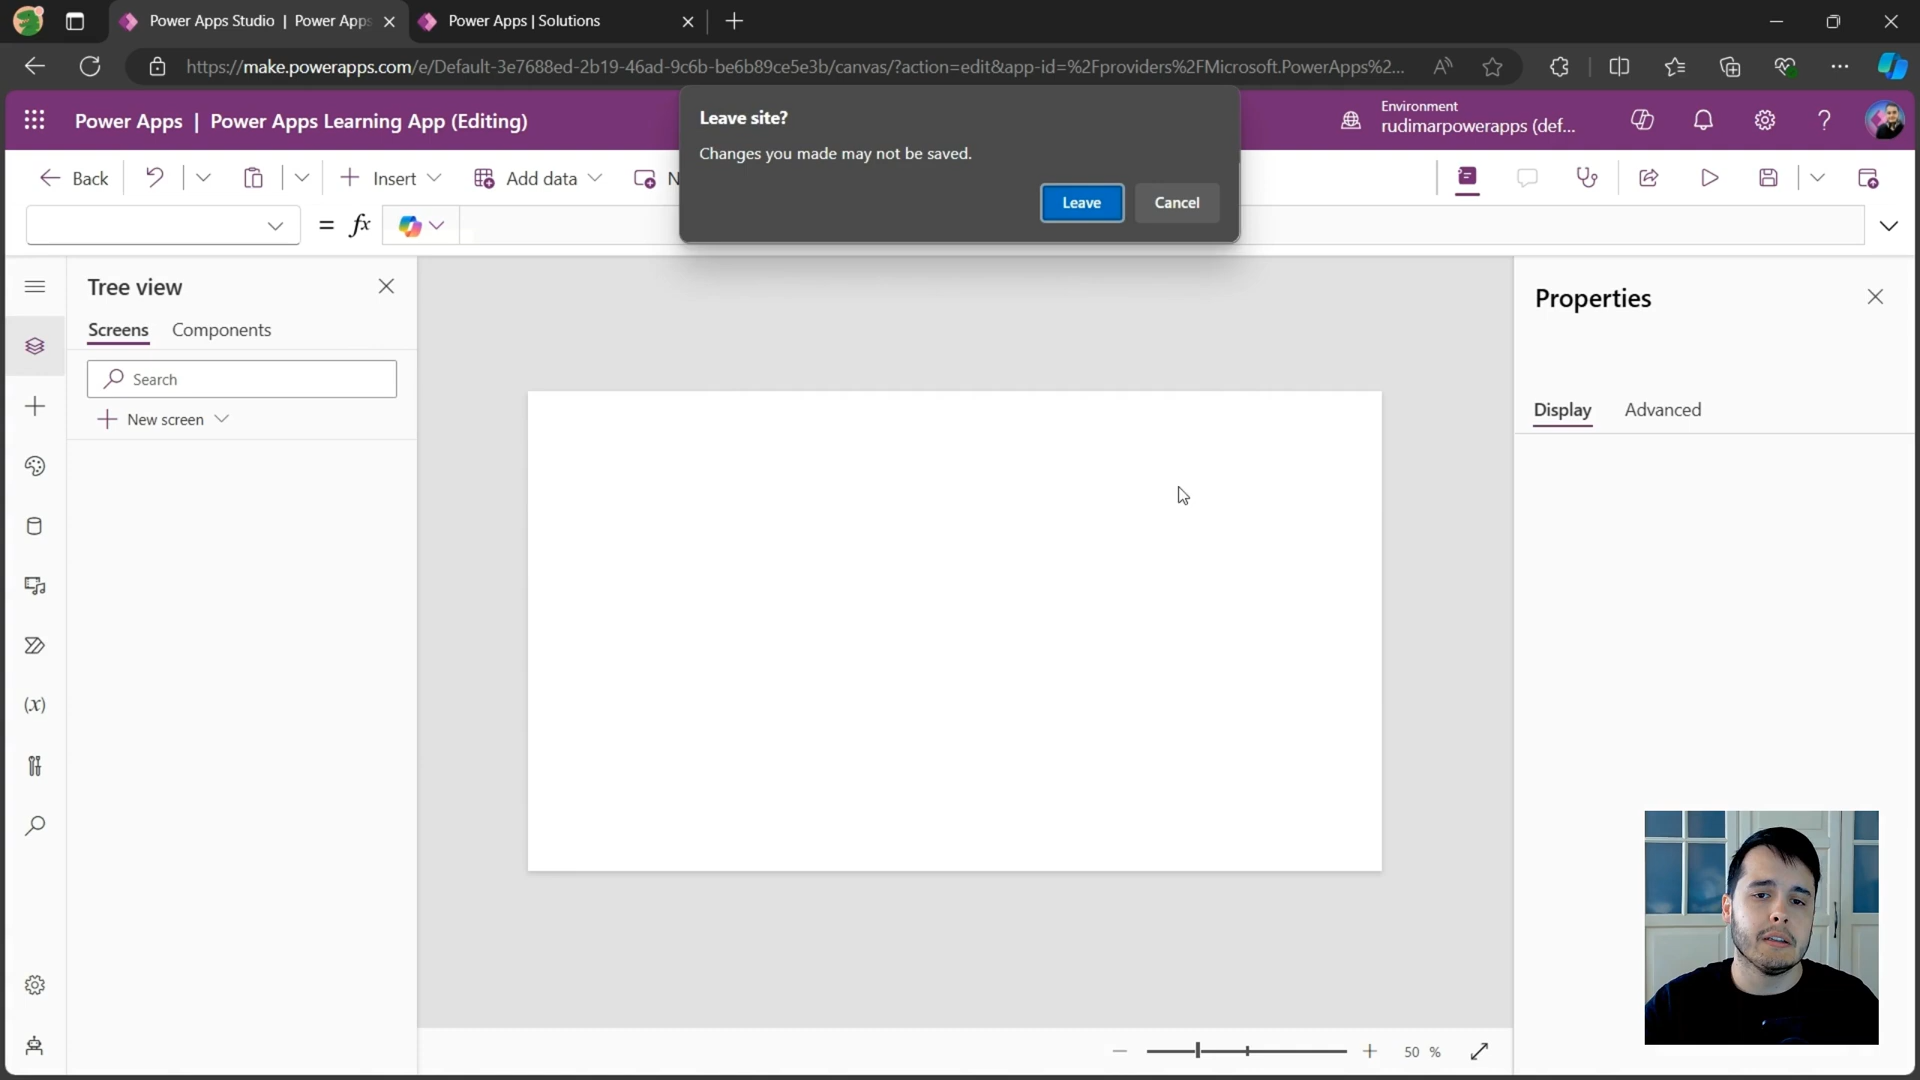 Power Apps Studio | Power Apps
Power Apps | Solutions
https://make.powerapps.com/e/Default-3e7688ed-2b19-46ad-9c6b-be6b89ce5e3b/canvas/?action=edit&app-id=%2Fproviders%2FMicrosoft.PowerApps%2...
Power Apps | Power Apps Learning App (Editing)
Leave site?
Changes you made may not be saved.
Leave
Cancel
Environment
rudimarpowerapps (def...
Back
Insert
Add data
N
= fx
Tree view
Screens
Components
Search
New screen
(x)
Properties
Display
Advanced
50 %